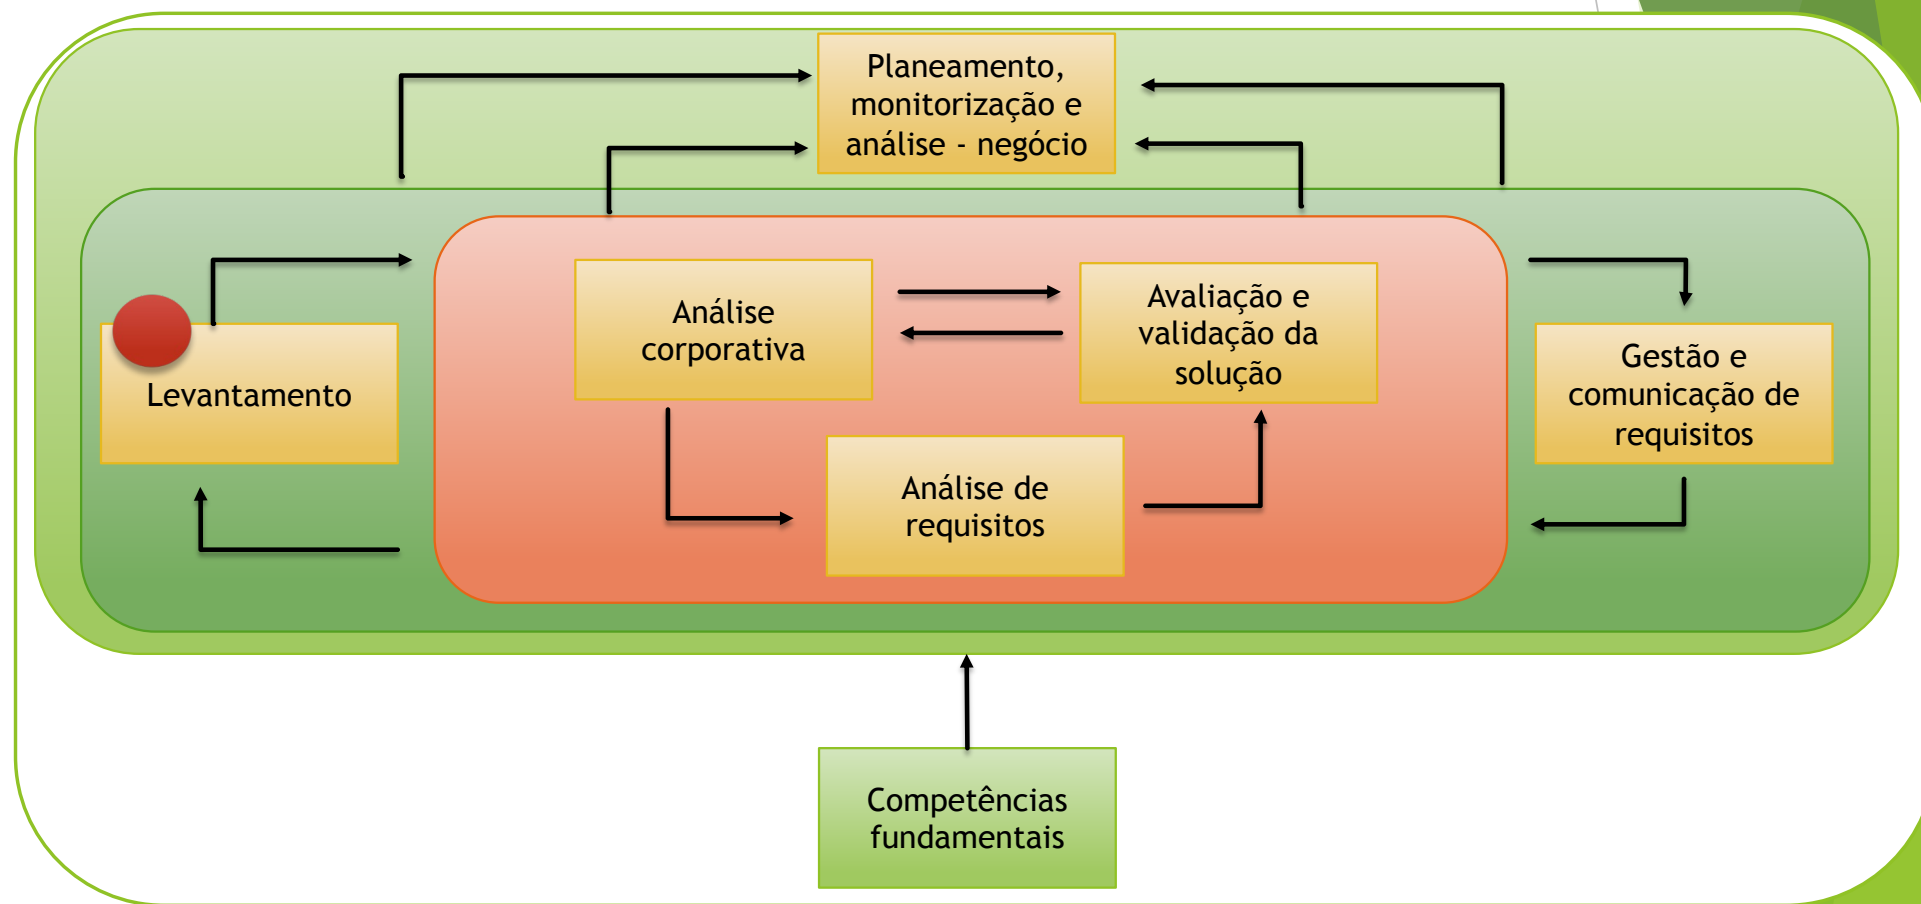 Planeamento,
monitorização e
análise - negócio
Análise
corporativa
Avaliação e
validação da
solução
Levantamento
Gestão e
comunicação de
requisitos
Análise de
requisitos
Competências
fundamentais